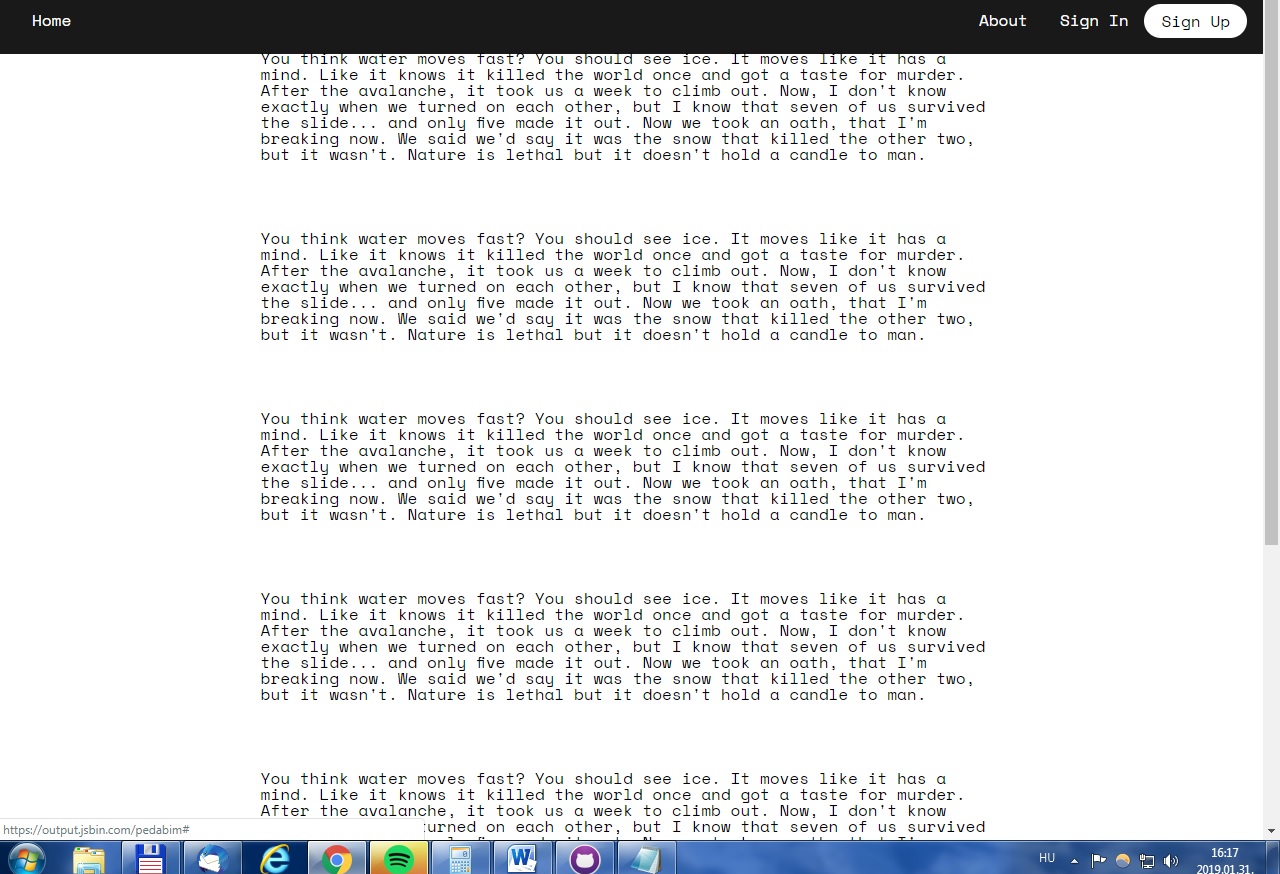 Home About Sign In Sign Up
You think water moves fast? You should see ice. It moves like it has a
mind. Like it knows it killed the world once and got a taste for murder.
After the avalanche, it took us a week to climb out. Now, I don't know
exactly when we turned on each other, but I know that seven of us survived
the slide... and only five made it out. Now we took an oath, that I'm
breaking now. We said we'd say it was the snow that killed the other two,
but it wasn't. Nature is lethal but it doesn't hold a candle to man.
You think water moves fast? You should see ice. It moves like it has a
mind. Like it knows it killed the world once and got a taste for murder.
After the avalanche, it took us a week to climb out. Now, I don't know
exactly when we turned on each other, but I know that seven of us survived
the slide... and only five made it out. Now we took an oath, that I'm
breaking now. We said we'd say it was the snow that killed the other two,
but it wasn't. Nature is lethal but it doesn't hold a candle to man.
You think water moves fast? You should see ice. It moves like it has a
mind. Like it knows it killed the world once and got a taste for murder.
After the avalanche, it took us a week to climb out. Now, I don't know
exactly when we turned on each other, but I know that seven of us survived
the slide... and only five made it out. Now we took an oath, that I'm
breaking now. We said we'd say it was the snow that killed the other two,
but it wasn't. Nature is lethal but it doesn't hold a candle to man.
You think water moves fast? You should see ice. It moves like it has a
mind. Like it knows it killed the world once and got a taste for murder.
After the avalanche, it took us a week to climb out. Now, I don't know
exactly when we turned on each other, but I know that seven of us survived
the slide... and only five made it out. Now we took an oath, that I'm
breaking now. We said we'd say it was the snow that killed the other two,
but it wasn't. Nature is lethal but it doesn't hold a candle to man.
You think water moves fast? You should see ice. It moves like it has a
mind. Like it knows it killed the world once and got a taste for murder.
After the avalanche, it took us a week to climb out. Now, I don't know
turned on each other, but I know that seven of us survived
https://output.jsbin.com/pedabim#
HU
16:17
2019.01.31.